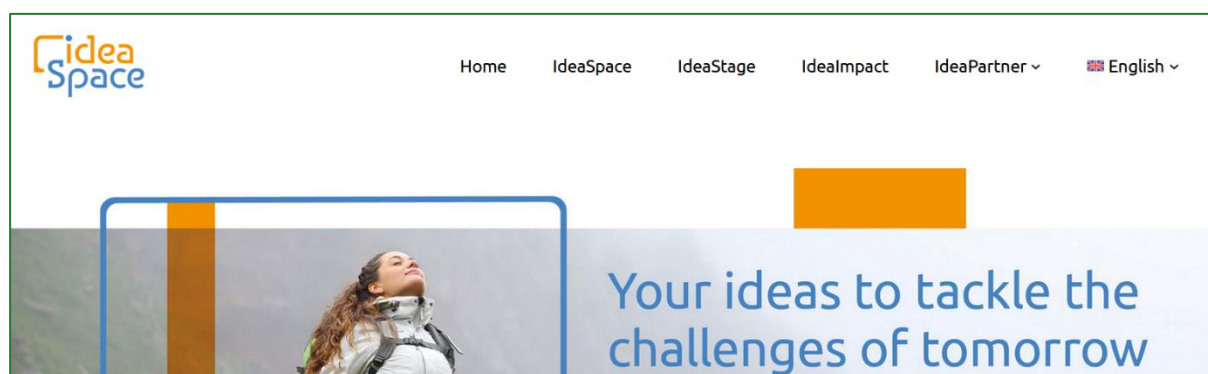 idea
Space
Home IdeaSpace IdeaStage IdeaImpact IdeaPartner English
Your ideas to tackle the
challenges of tomorrow